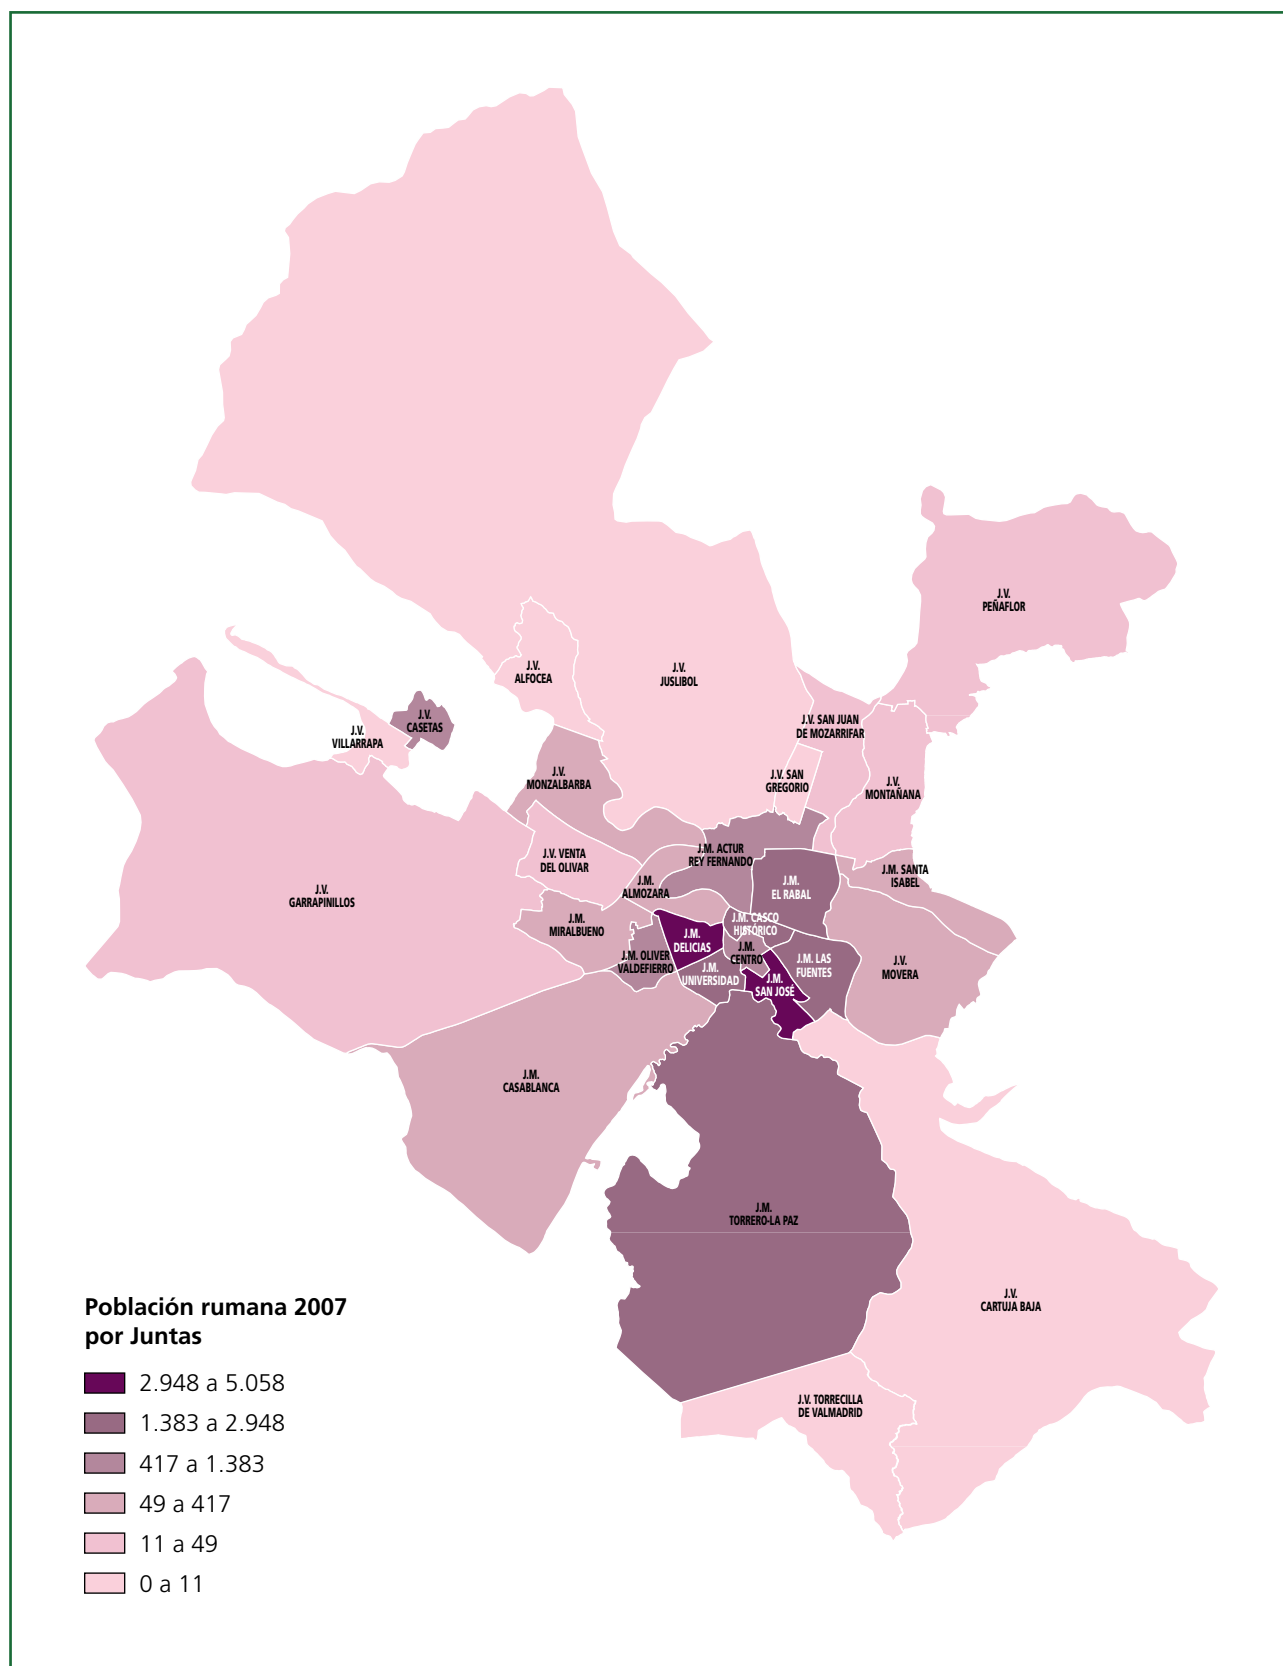 J.V.
PEÑAFLOR
J.V.
ALFOCEA
J.V.
JUSLIBOL
J.V.
CASETAS
J.V.
VILLARRAPA
J.V. SAN JUAN
DE MOZARRIFAR
J.V.
MONZALBARBA
J.V. SAN
GREGORIO
J.V.
MONTAÑANA
J.V. VENTA
DEL OLIVAR
J.M. ACTUR
REY FERNANDO
J.M. SANTA
ISABEL
J.V.
GARRAPINILLOS
J.M.
ALMOZARA
J.M.
EL RABAL
J.M.
MIRALBUENO
J.M. CASCO
HISTÓRICO
J.M.
DELICIAS
J.M.
CENTRO
J.M. OLIVER
VALDEFIERRO
J.M. LAS
FUENTES
J.V.
MOVERA
J.M.
UNIVERSIDAD
J.M.
SAN JOSÉ
J.M.
CASABLANCA
J.M.
TORRERO-LA PAZ
J.V.
CARTUJA BAJA
J.V. TORRECILLA
DE VALMADRID
Población rumana 2007
por Juntas
2.948 a 5.058
1.383 a 2.948
417 a 1.383
49 a 417
11 a 49
0 a 11